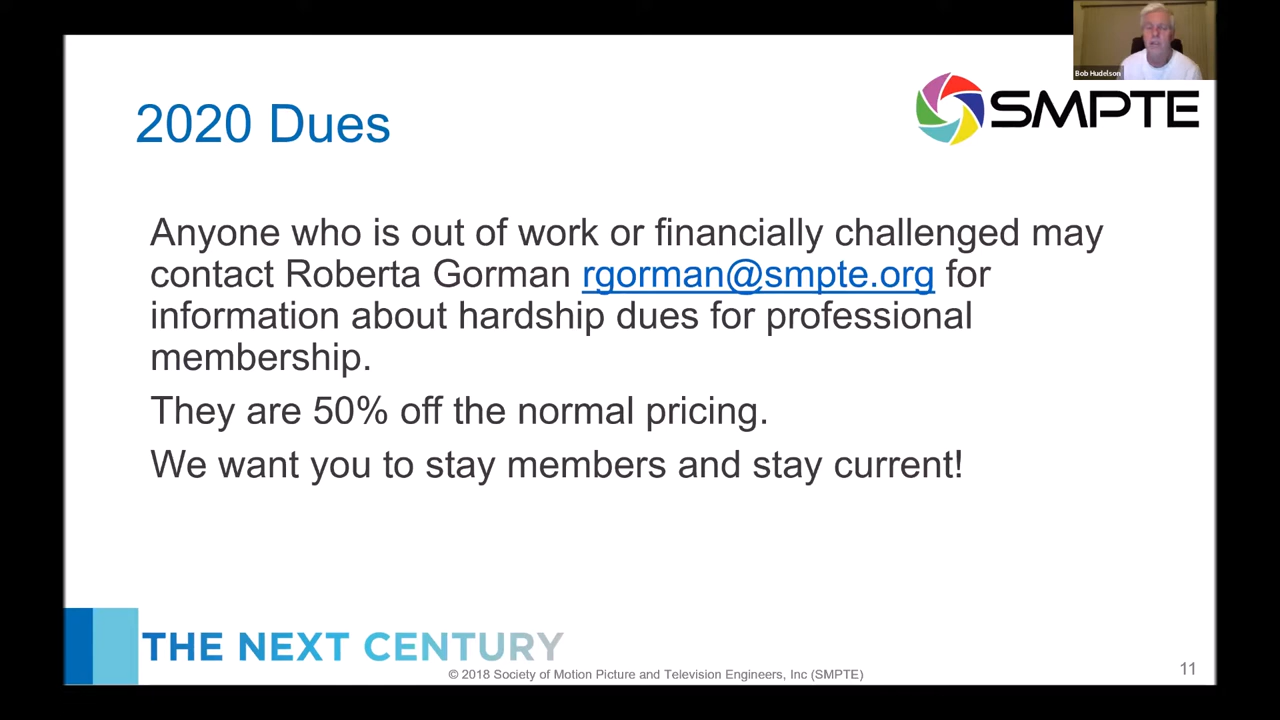 Bob Hudelson
SMPTE
2020 Dues
Anyone who is out of work or financially challenged may
contact Roberta Gorman rgorman@smpte.org for
information about hardship dues for professional
membership.
They are 50% off the normal pricing.
We want you to stay members and stay current!
THE NEXT CENTURY
© 2018 Society of Motion Picture and Television Engineers, Inc (SMPTE)
11